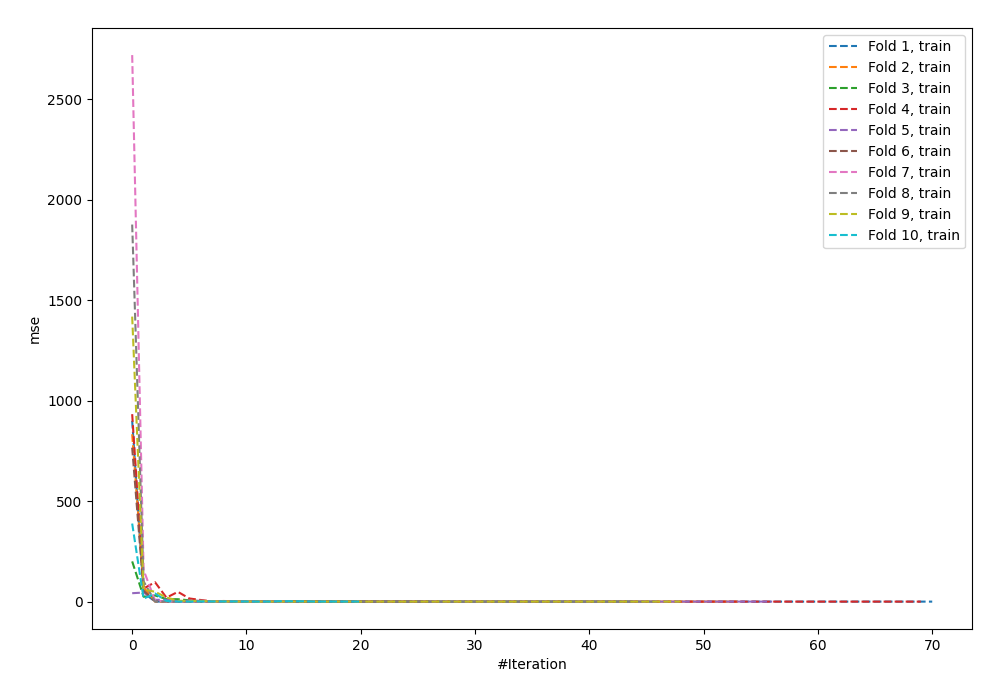 2500
2000
1500
1000
500
0
mse
0 10 20 30 40 50 60 70
#Iteration
Fold 1, train
Fold 2, train
Fold 3, train
Fold 4, train
Fold 5, train
Fold 6, train
Fold 7, train
Fold 8, train
Fold 9, train
Fold 10, train